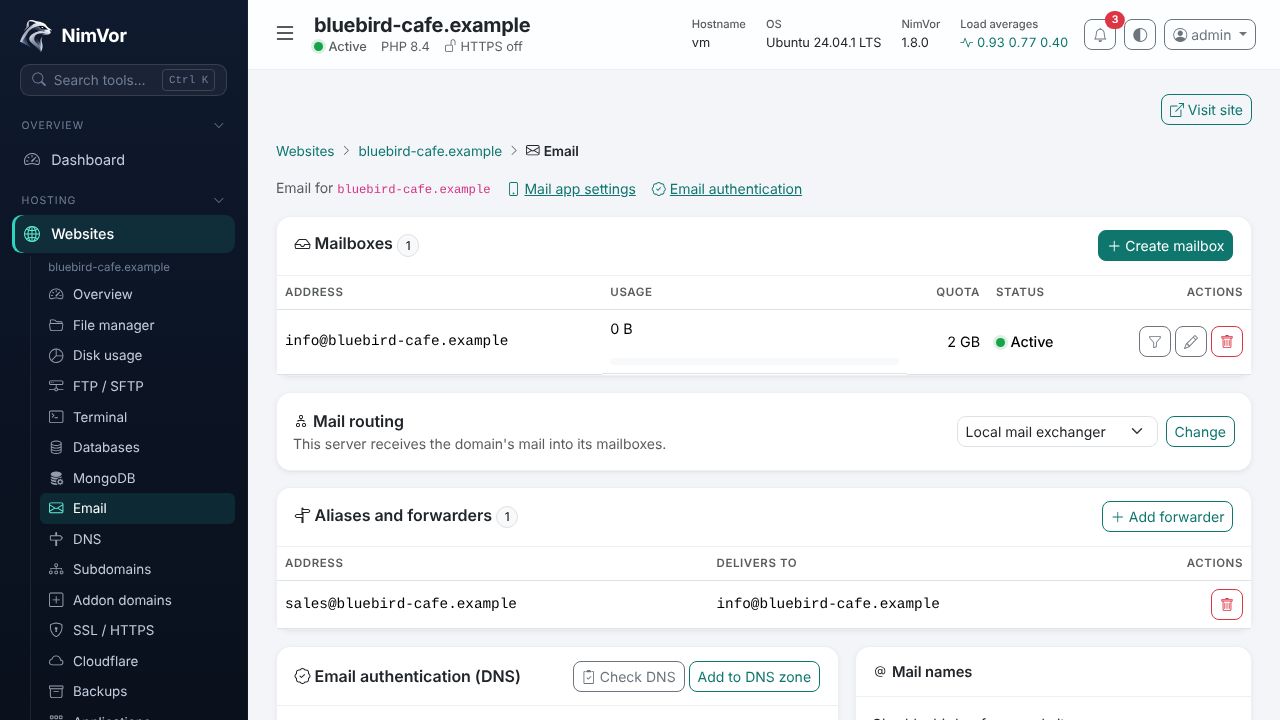 NimVor
Search tools... Ctrl K
OVERVIEW
Dashboard
HOSTING
Websites
bluebird-cafe.example
Overview
File manager
Disk usage
FTP / SFTP
Terminal
Databases
MongoDB
Email
DNS
Subdomains
Addon domains
SSL / HTTPS
Cloudflare
Backups
bluebird-cafe.example
Active PHP 8.4 HTTPS off
Hostname OS NimVor Load averages
vm Ubuntu 24.04.1 LTS 1.8.0 0.93 0.77 0.40
3
admin
Visit site
Websites > bluebird-cafe.example > Email
Email for bluebird-cafe.example Mail app settings Email authentication
Mailboxes 1 + Create mailbox
ADDRESS USAGE QUOTA STATUS ACTIONS
info@bluebird-cafe.example 0 B 2 GB Active
Mail routing
This server receives the domain's mail into its mailboxes.
Local mail exchanger Change
Aliases and forwarders 1 + Add forwarder
ADDRESS DELIVERS TO ACTIONS
sales@bluebird-cafe.example info@bluebird-cafe.example
Email authentication (DNS) Check DNS Add to DNS zone
Mail names